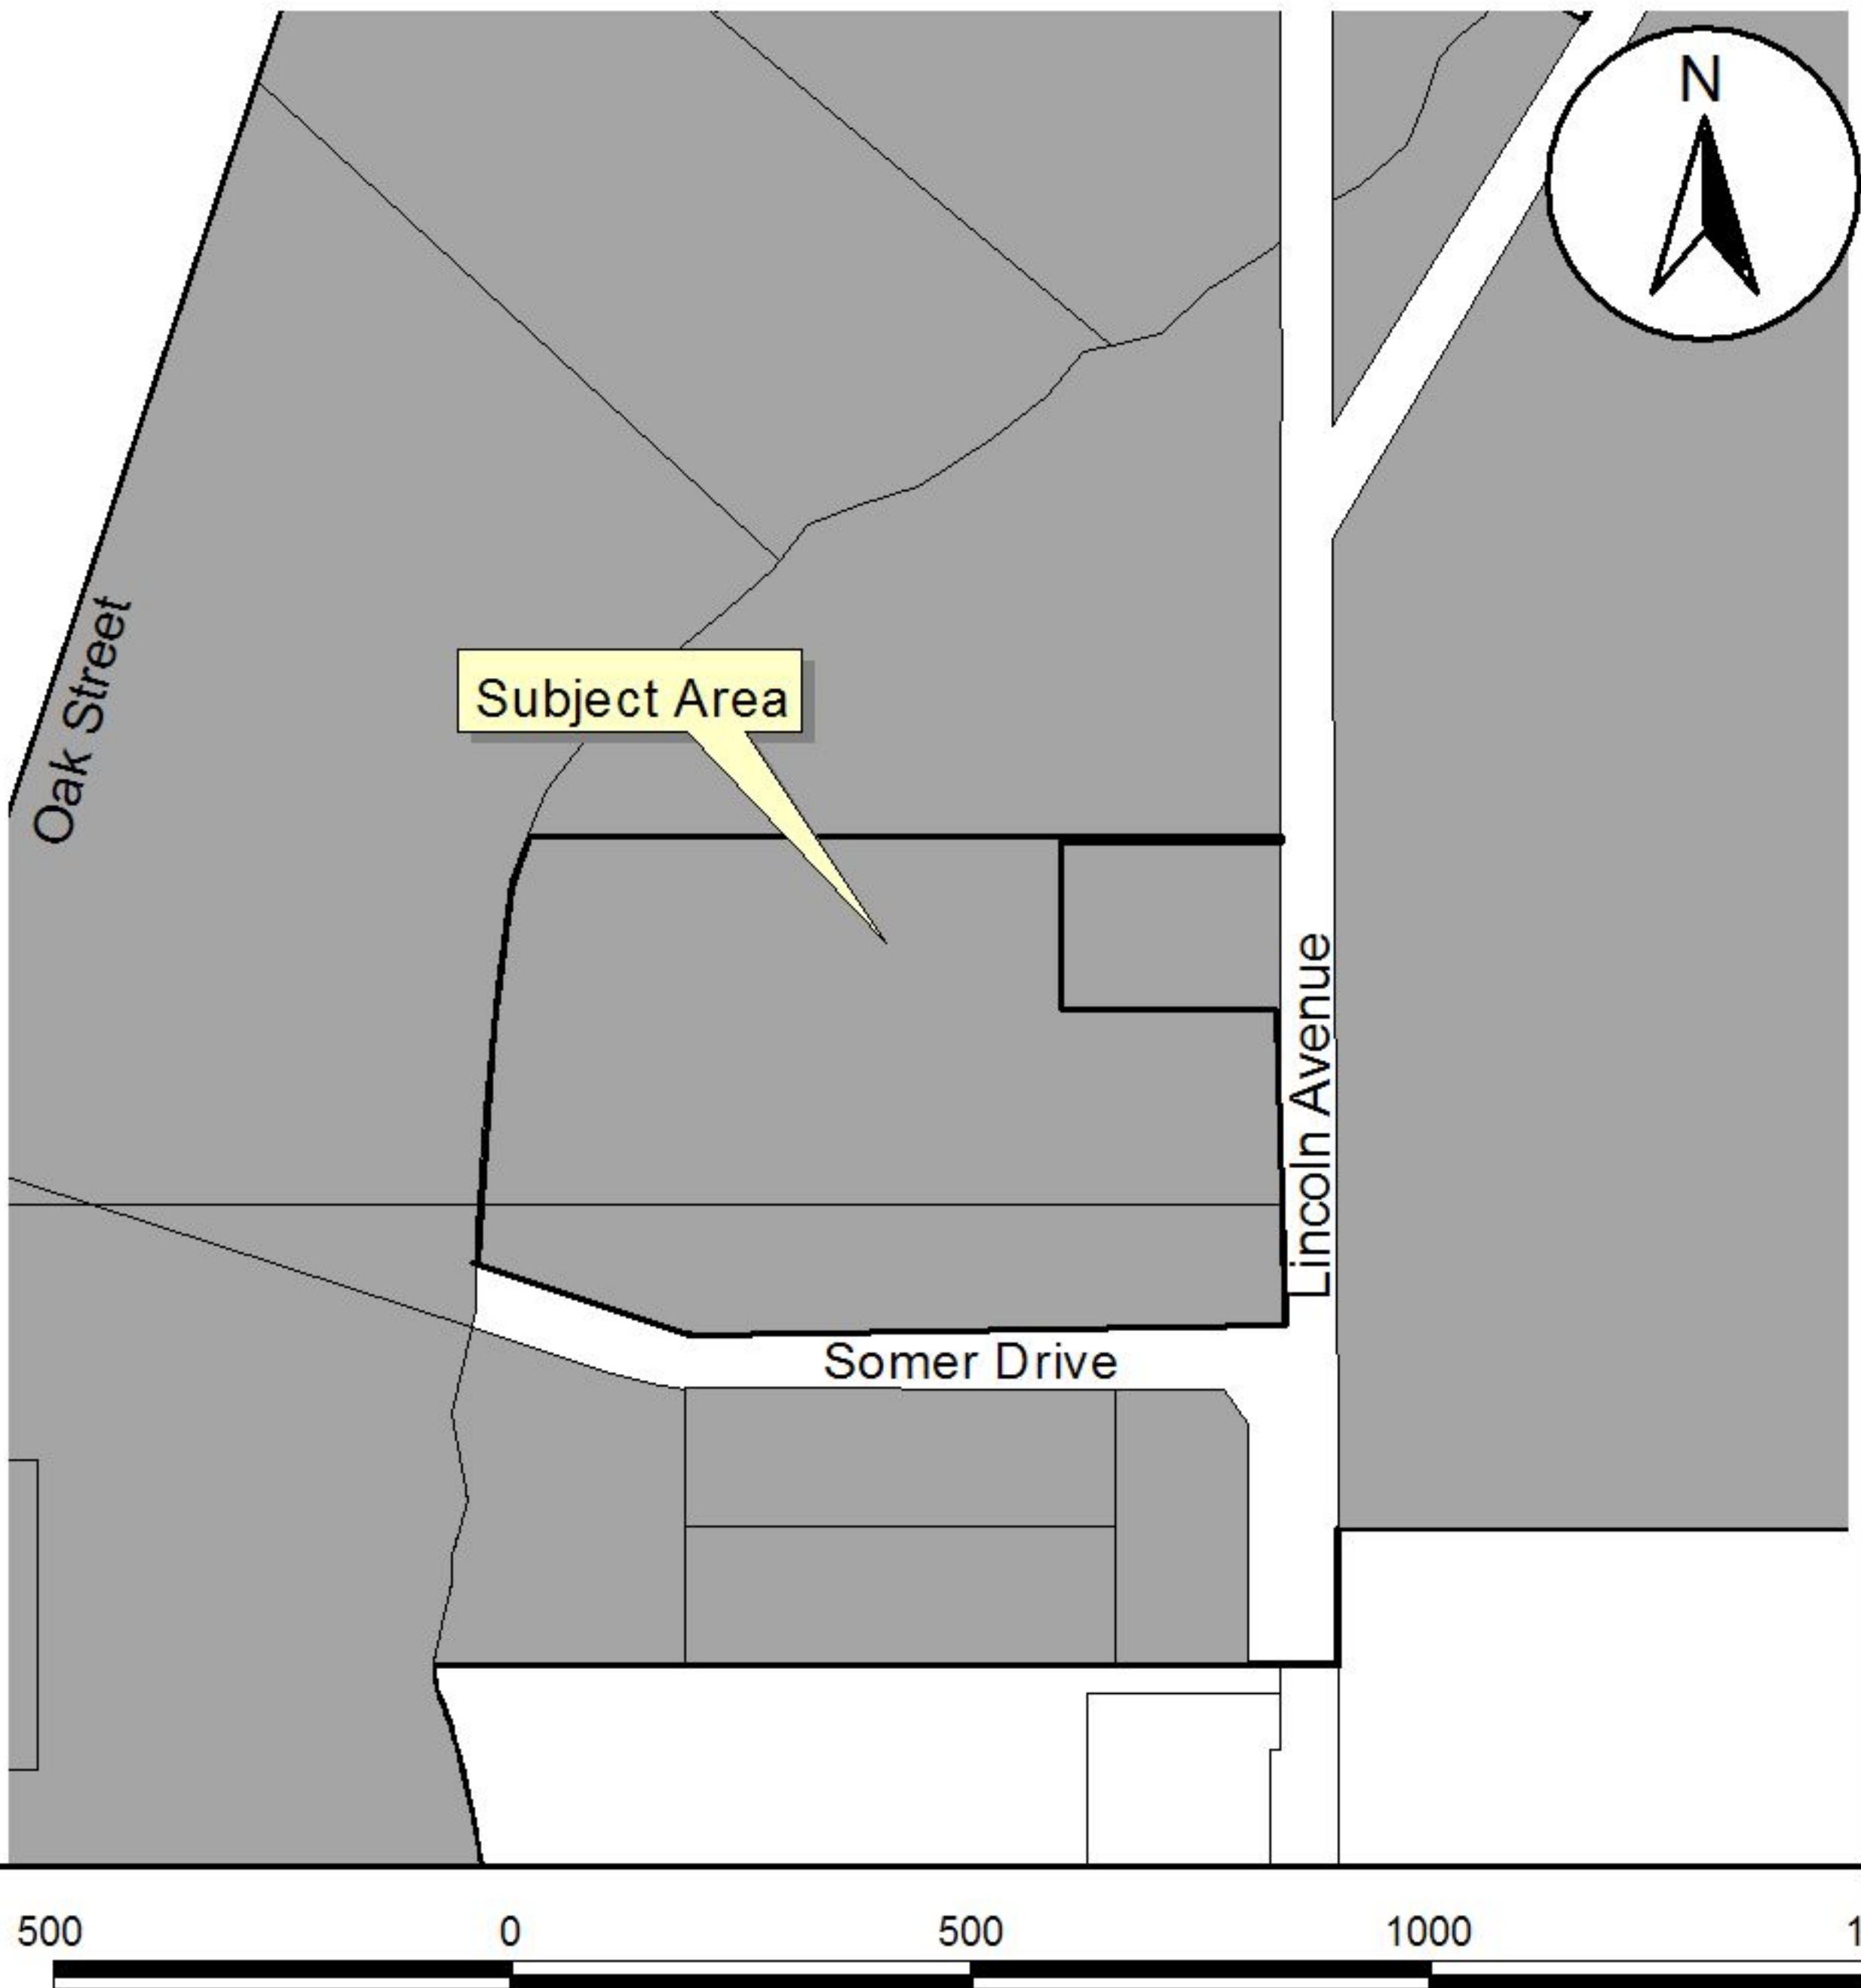 N
Oak Street
Subject Area
Lincoln Avenue
Somer Drive
500 0 500 1000